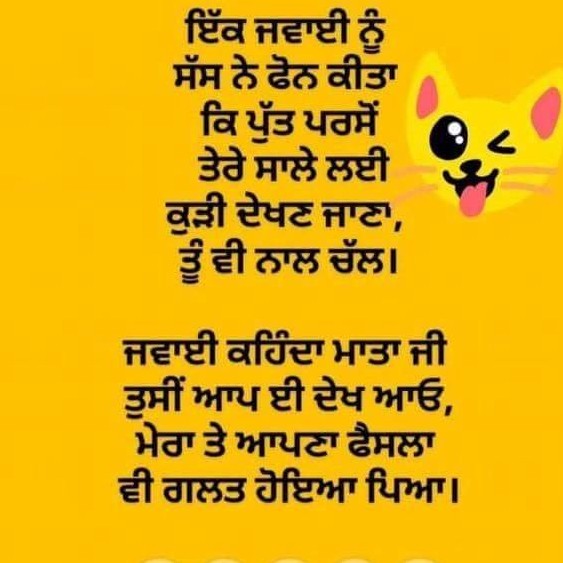 ਇੱਕ ਜਵਾਈ ਨੂੰ
ਸੱਸ ਨੇ ਫੋਨ ਕੀਤਾ
ਕਿ ਪੁੱਤ ਪਰਸੋਂ
ਤੇਰੇ ਸਾਲੇ ਲਈ
ਕੁੜੀ ਦੇਖਣ ਜਾਣਾ,
ਤੂੰ ਵੀ ਨਾਲ ਚੱਲ।
ਜਵਾਈ ਕਹਿੰਦਾ ਮਾਤਾ ਜੀ
ਤੁਸੀਂ ਆਪ ਈ ਦੇਖ ਆਓ,
ਮੇਰਾ ਤੇ ਆਪਣਾ ਫੈਸਲਾ
ਵੀ ਗਲਤ ਹੋਇਆ ਪਿਆ।